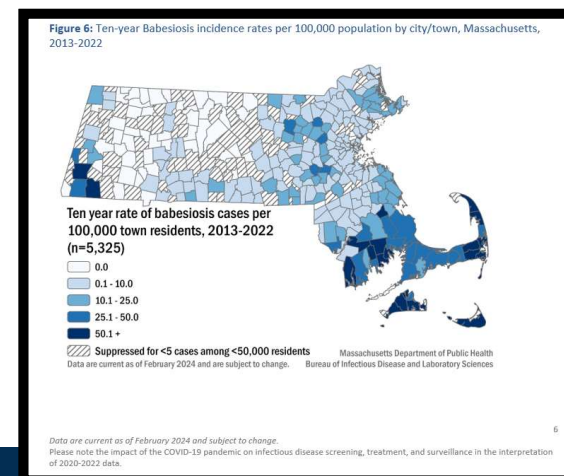 Figure 6: Ten-year Babesiosis incidence rates per 100,000 population by city/town, Massachusetts,
2013-2022
Ten year rate of babesiosis cases per
100,000 town residents, 2013-2022
(n=5,325)
0.0
0.1 - 10.0
10.1 - 25.0
25.1 - 50.0
50.1 +
Suppressed for <5 cases among <50,000 residents
Data are current as of February 2024 and are subject to change.
Massachusetts Department of Public Health
Bureau of Infectious Disease and Laboratory Sciences
6
Data are current as of February 2024 and subject to change.
Please note the impact of the COVID-19 pandemic on infectious disease screening, treatment, and surveillance in the interpretation
of 2020-2022 data.